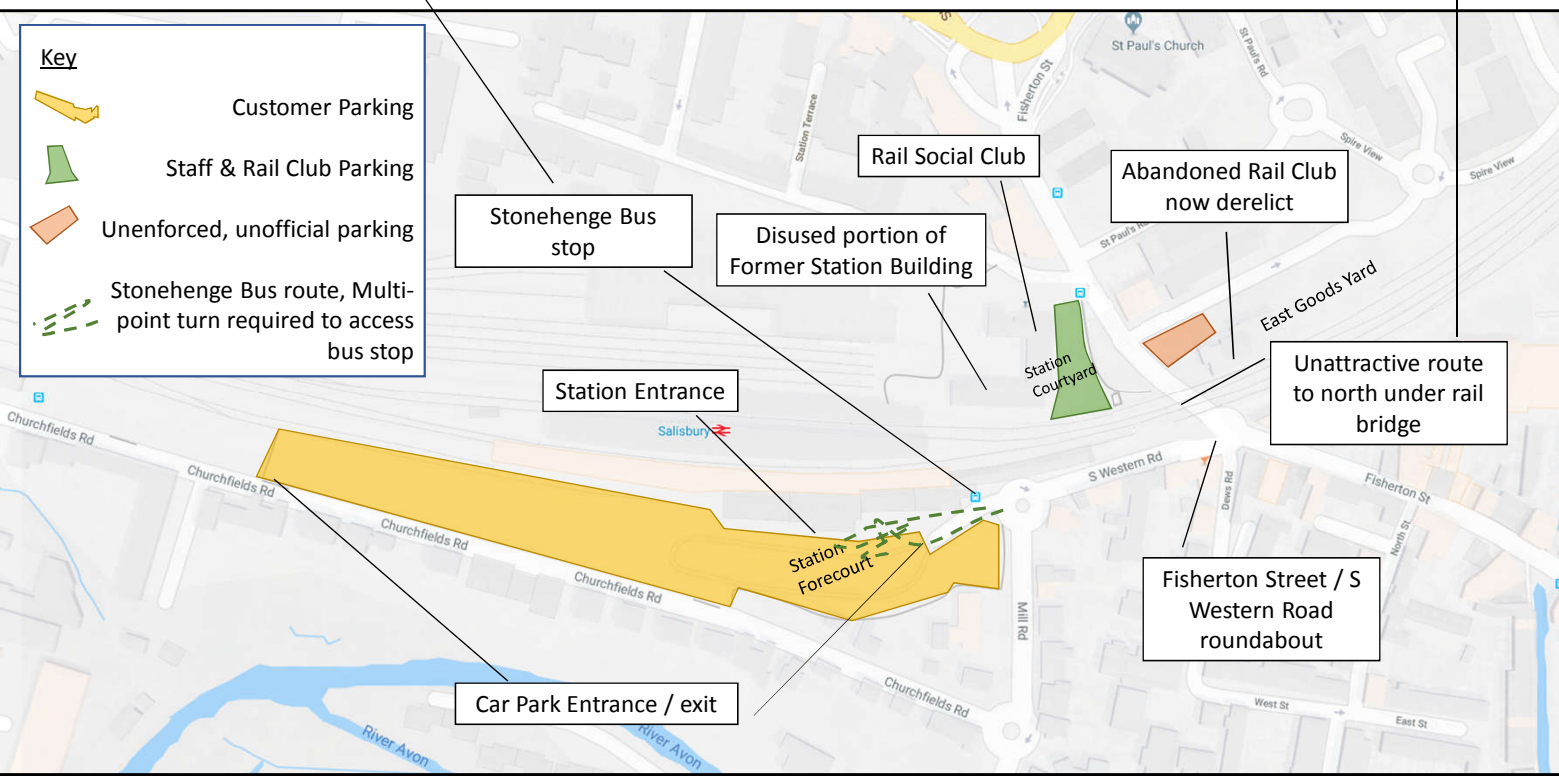 Key
Customer Parking
Staff & Rail Club Parking
Unenforced, unofficial parking
Stonehenge Bus route, Multi-
point turn required to access
bus stop
St Paul's Church
Fisherton St
St Paul's Rd
Station Terrace
Spire View
Spire View
Rail Social Club
Abandoned Rail Club
now derelict
Stonehenge Bus
stop
Disused portion of
Former Station Building
East Goods Yard
Station
Courtyard
Unattractive route
to north under rail
bridge
Station Entrance
Salisbury
Churchfields Rd
Churchfields Rd
Churchfields Rd
Churchfields Rd
Churchfields Rd
S Western Rd
Dews Rd
Fisherton St
North St
Station
Forecourt
Mill Rd
Fisherton Street / S
Western Road
roundabout
Car Park Entrance / exit
West St
East St
River Avon
River Avon